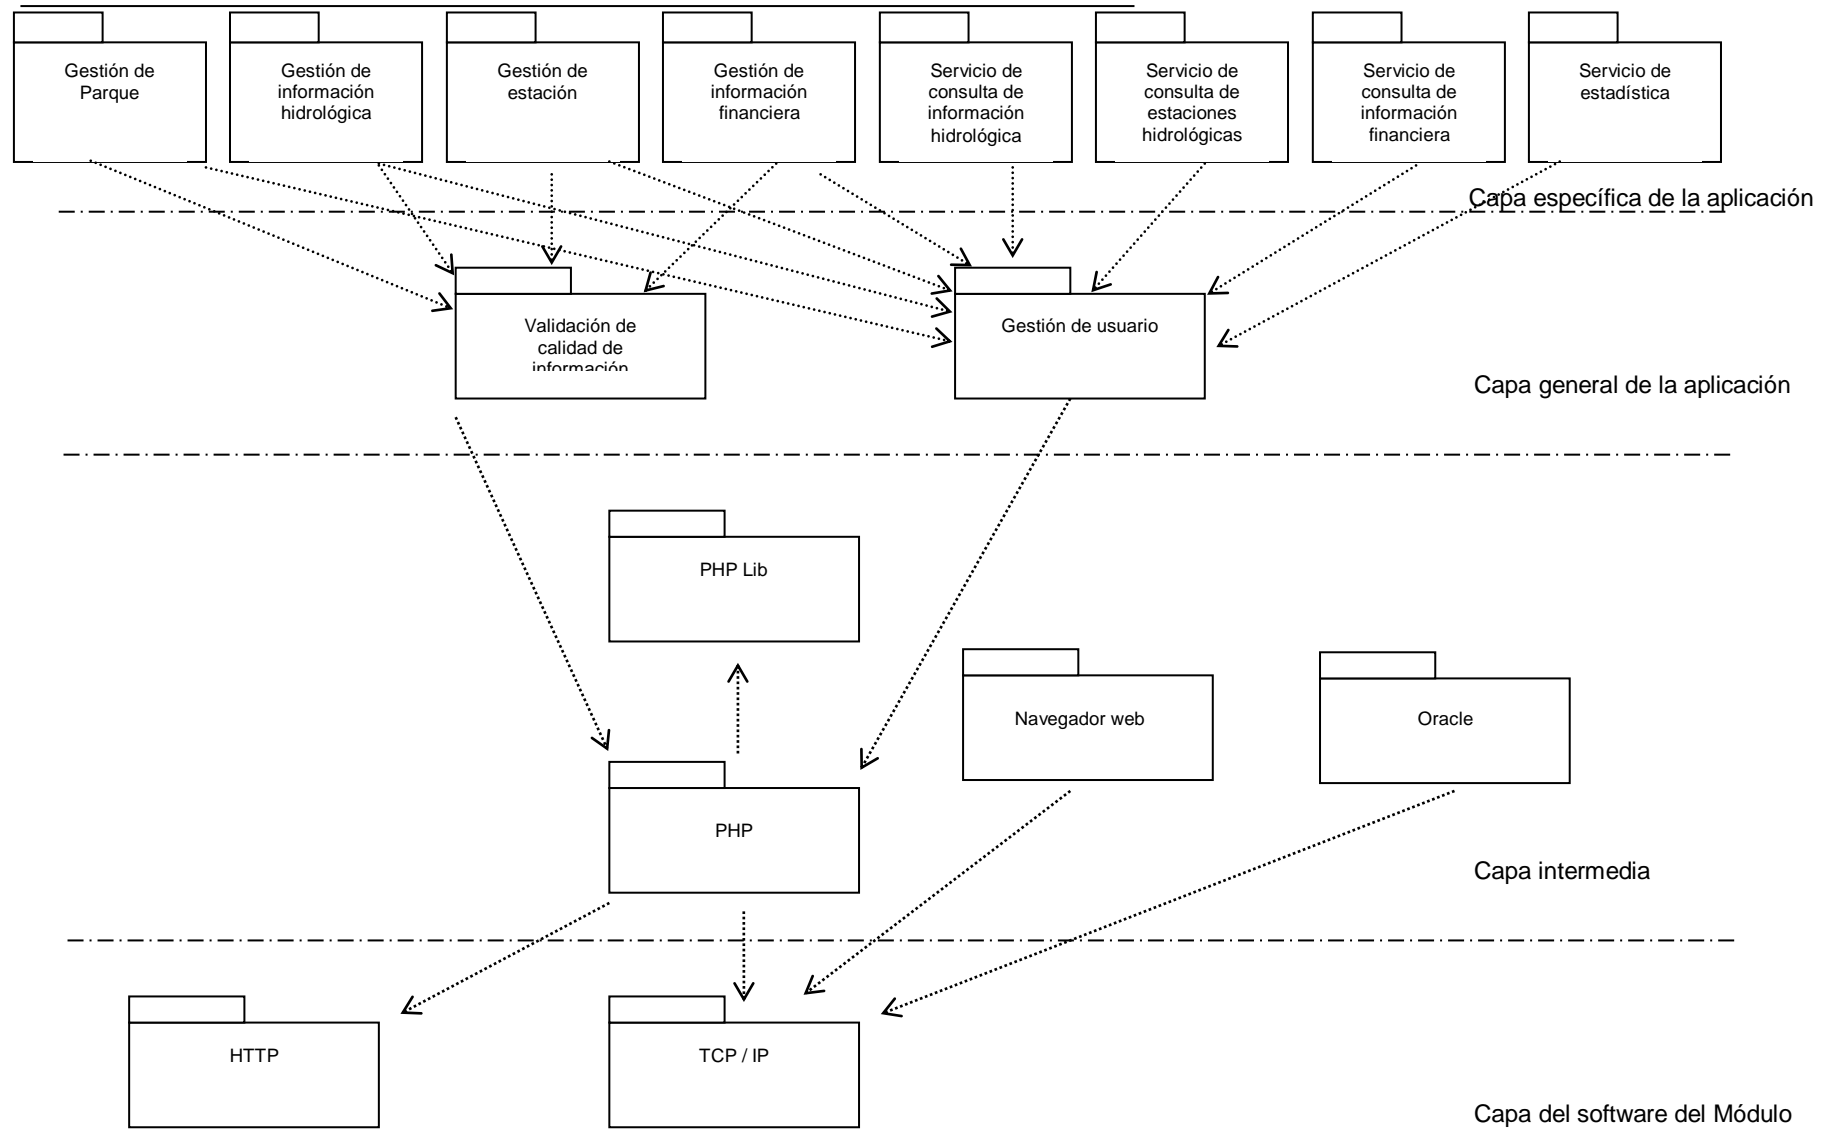 Gestión de
Parque
Gestión de
información
hidrológica
Gestión de
estación
Gestión de
información
financiera
Servicio de
consulta de
información
hidrológica
Servicio de
consulta de
estaciones
hidrológicas
Servicio de
consulta de
información
financiera
Servicio de
estadística
Capa específica de la aplicación
Validación de
calidad de
información
Gestión de usuario
Capa general de la aplicación
PHP Lib
Navegador web
Oracle
PHP
Capa intermedia
HTTP
TCP / IP
Capa del software del Módulo